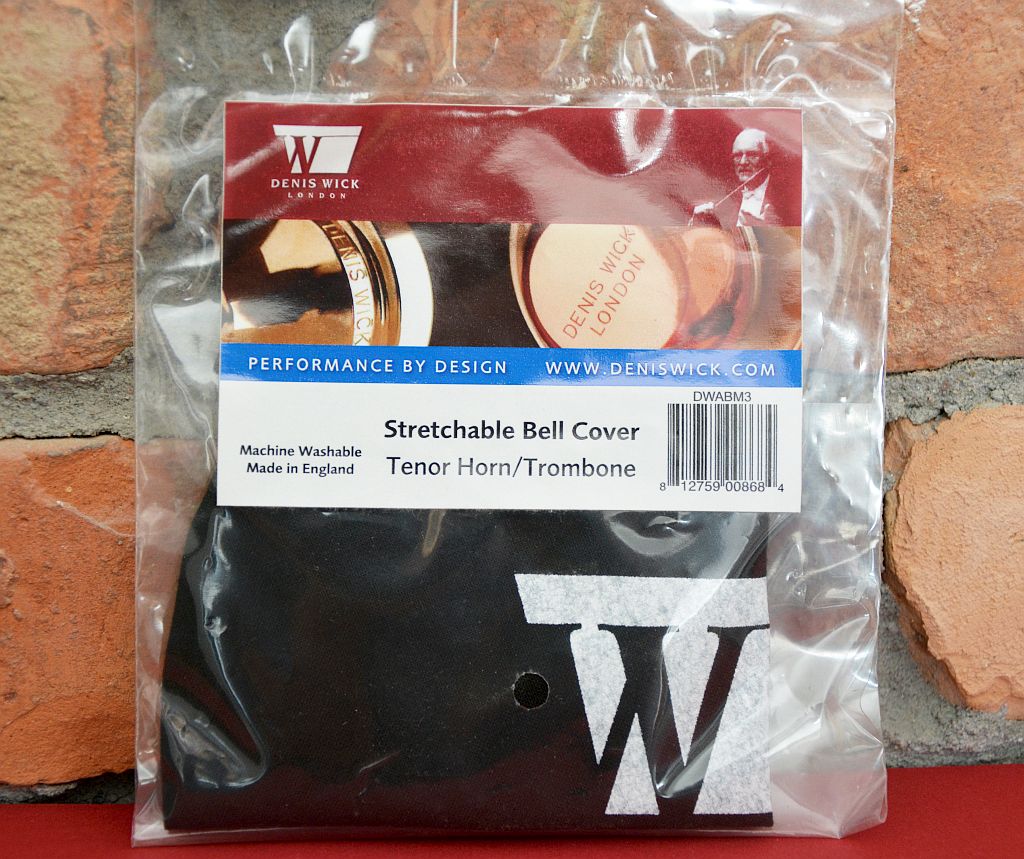 W
DENIS WICK
LONDON
DENIS WICK
DENIS WICK
LONDON
PERFORMANCE BY DESIGN WWW.DENISWICK.COM
DWABM3
Stretchable Bell Cover
Tenor Horn/Trombone
Machine Washable
Made in England
8 12759 00868 4
W